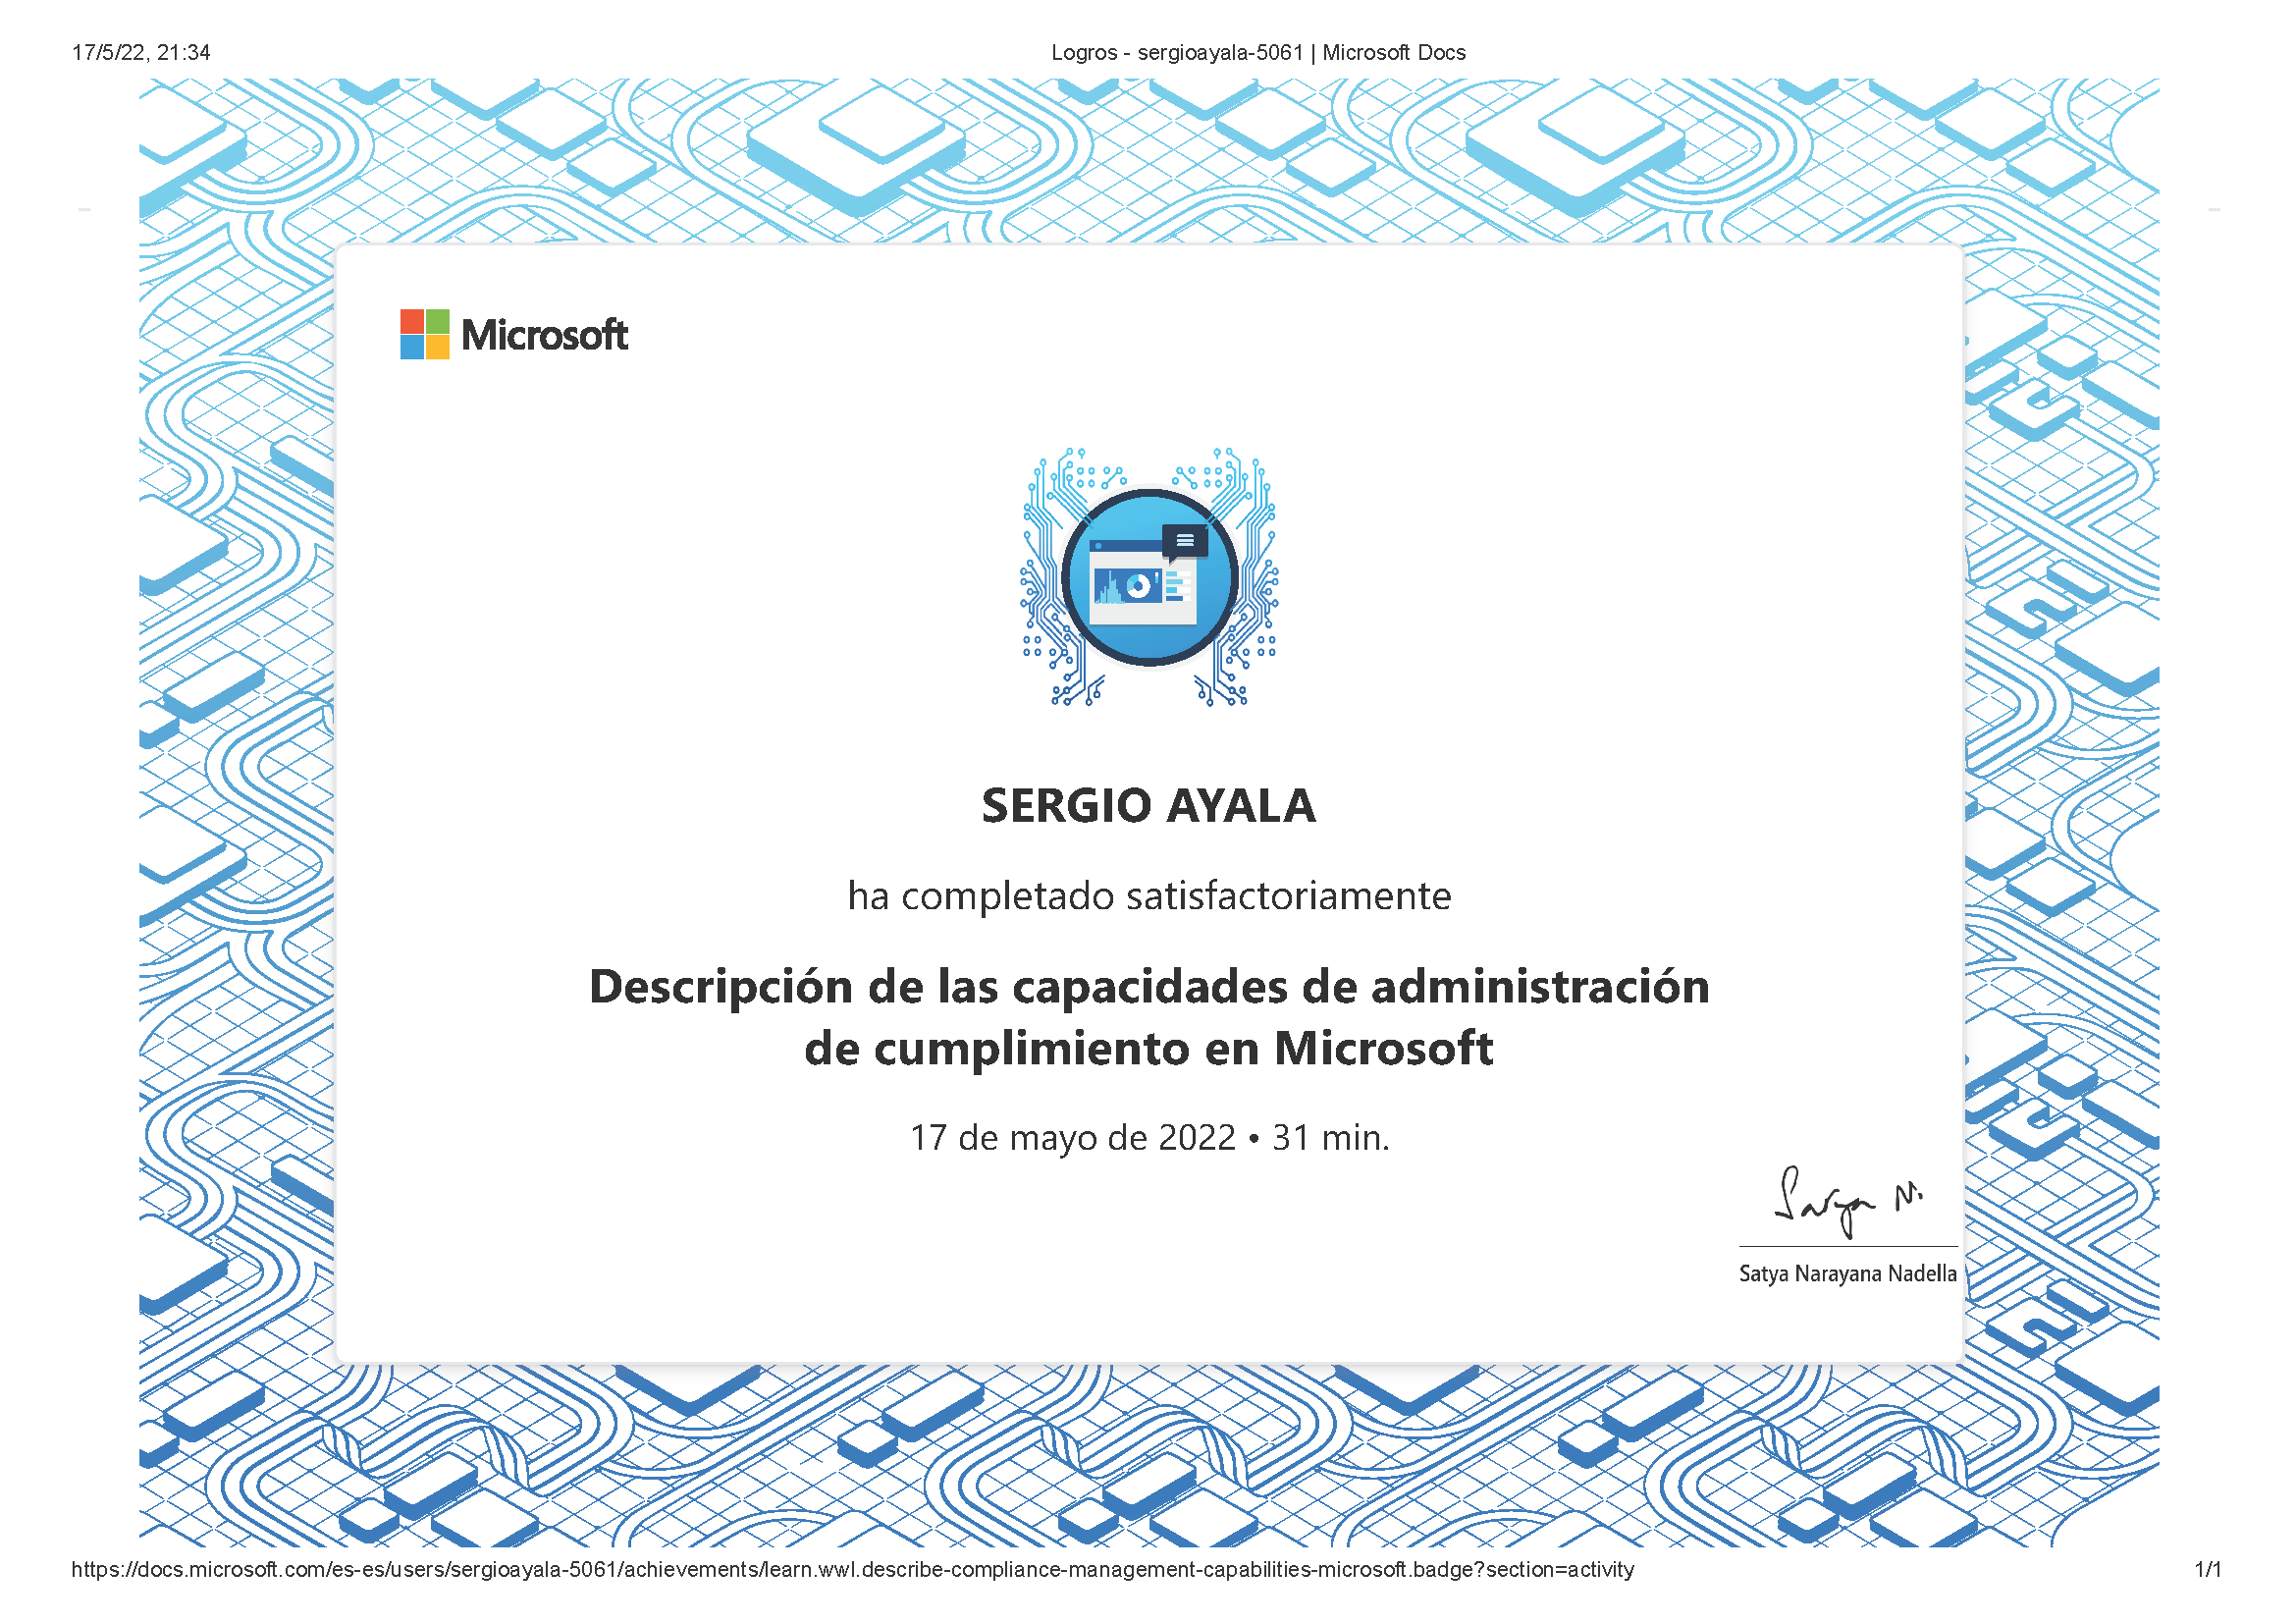 17/5/22, 21:34
Logros - sergioayala-5061 | Microsoft Docs
Microsoft
SERGIO AYALA
ha completado satisfactoriamente
Descripción de las capacidades de administración
de cumplimiento en Microsoft
17 de mayo de 2022 • 31 min.
Satya N.
Satya Narayana Nadella
https://docs.microsoft.com/es-es/users/sergioayala-5061/achievements/learn.wwl.describe-compliance-management-capabilities-microsoft.badge?section=activity
1/1